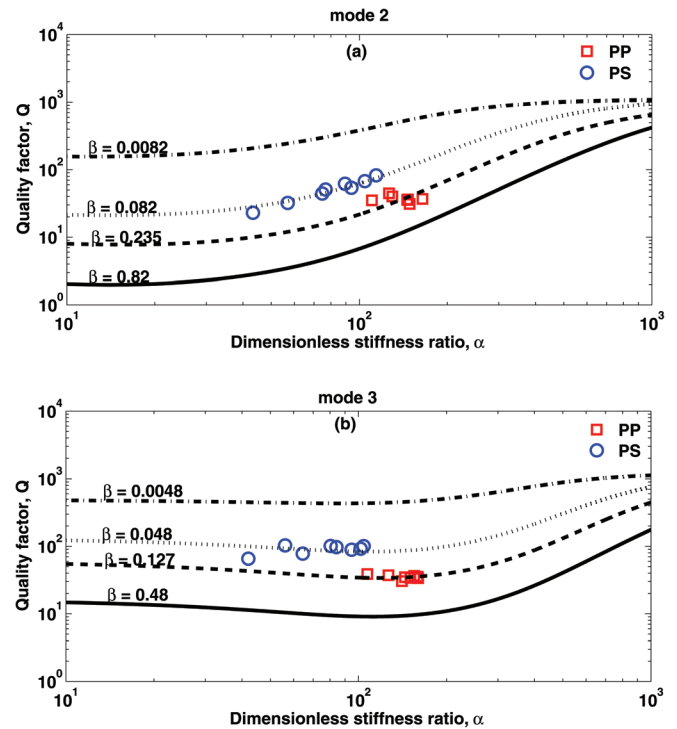 mode 2
(a)
PP
PS
Quality factor, Q
10^4
10^3
10^2
10^1
10^0
β = 0.0082
β = 0.082
β = 0.235
β = 0.82
10^1 10^2 10^3
Dimensionless stiffness ratio, α
mode 3
(b)
PP
PS
Quality factor, Q
10^4
10^3
10^2
10^1
10^0
β = 0.0048
β = 0.048
β = 0.127
β = 0.48
10^1 10^2 10^3
Dimensionless stiffness ratio, α